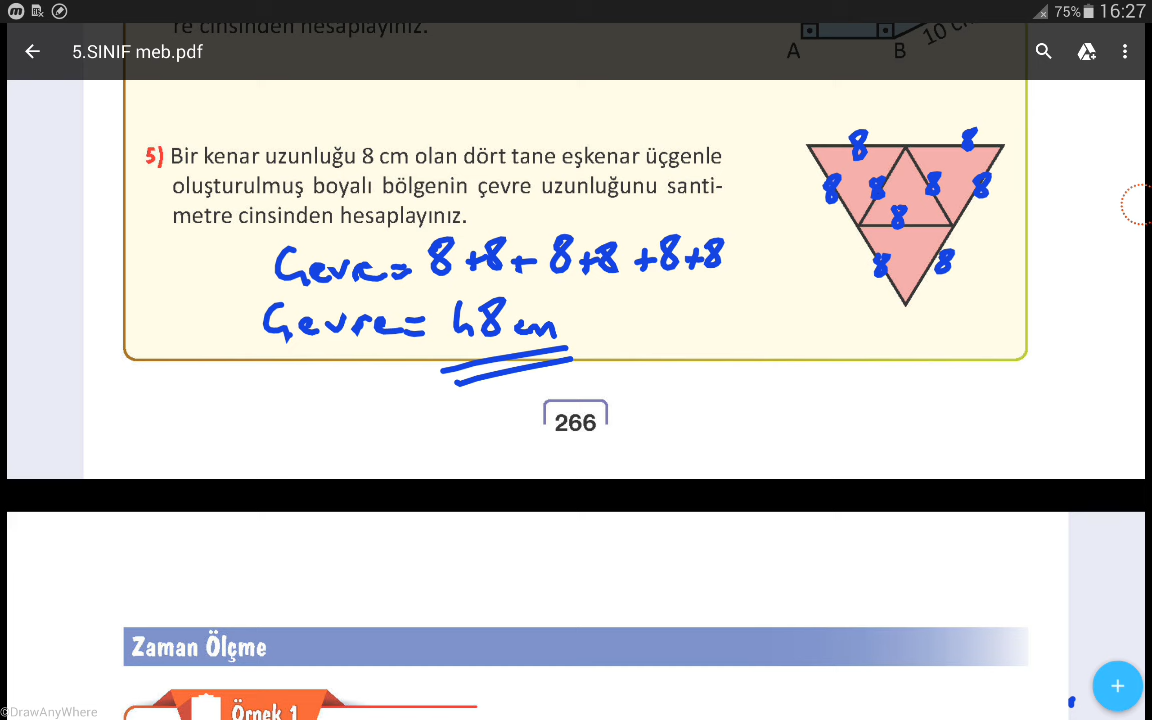 75% 16:27
re cinsinden hesaplayınız.
A B 10 cm
5.SINIF meb.pdf
5) Bir kenar uzunluğu 8 cm olan dört tane eşkenar üçgenle
oluşturulmuş boyalı bölgenin çevre uzunluğunu santi-
metre cinsinden hesaplayınız.
8 8
8 8 8 8
8
8 8
Çevre= 8+8+8+8+8+8
Çevre= 48 cm
266
Zaman Ölçme
Örnek 1
©DrawAnyWhere